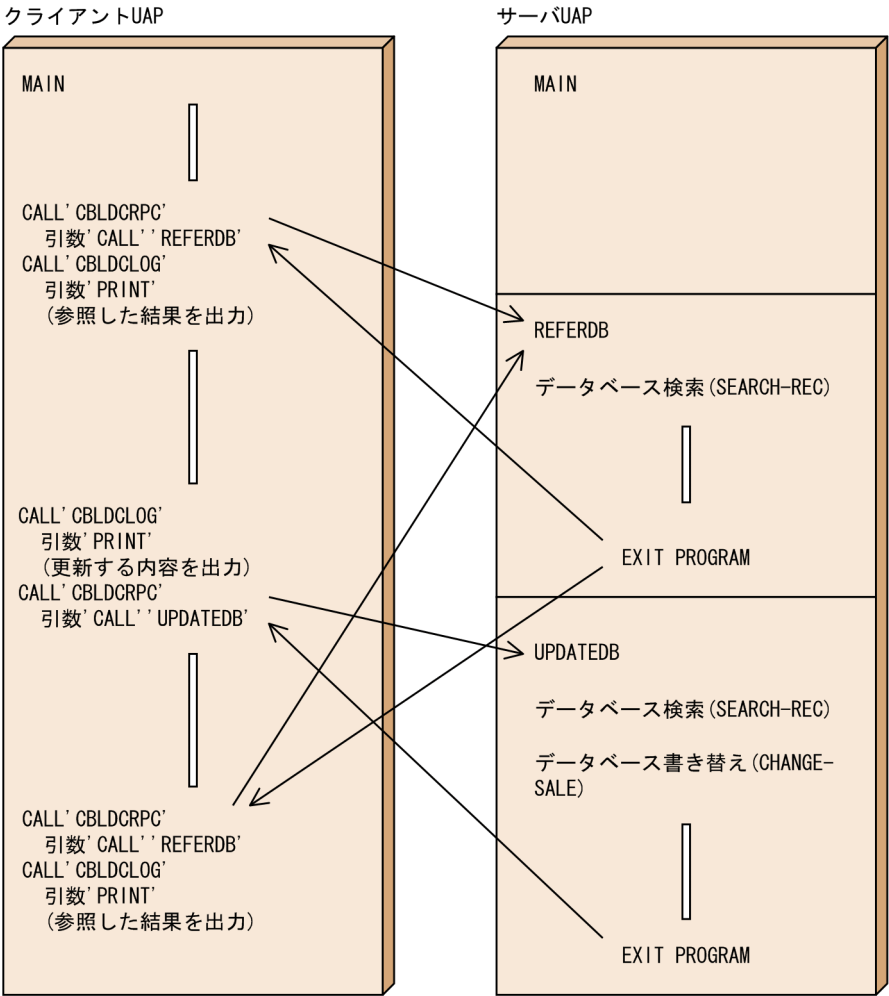 クライアントUAP
MAIN
CALL'CBLDCRPC'
引数'CALL''REFERDB'
CALL'CBLDCLOG'
引数'PRINT'
(参照した結果を出力)
CALL'CBLDCLOG'
引数'PRINT'
(更新する内容を出力)
CALL'CBLDCRPC'
引数'CALL''UPDATEDB'
CALL'CBLDCRPC'
引数'CALL''REFERDB'
CALL'CBLDCLOG'
引数'PRINT'
(参照した結果を出力)
サーバUAP
MAIN
REFERDB
データベース検索(SEARCH-REC)
EXIT PROGRAM
UPDATEDB
データベース検索(SEARCH-REC)
データベース書き替え(CHANGE-
SALE)
EXIT PROGRAM